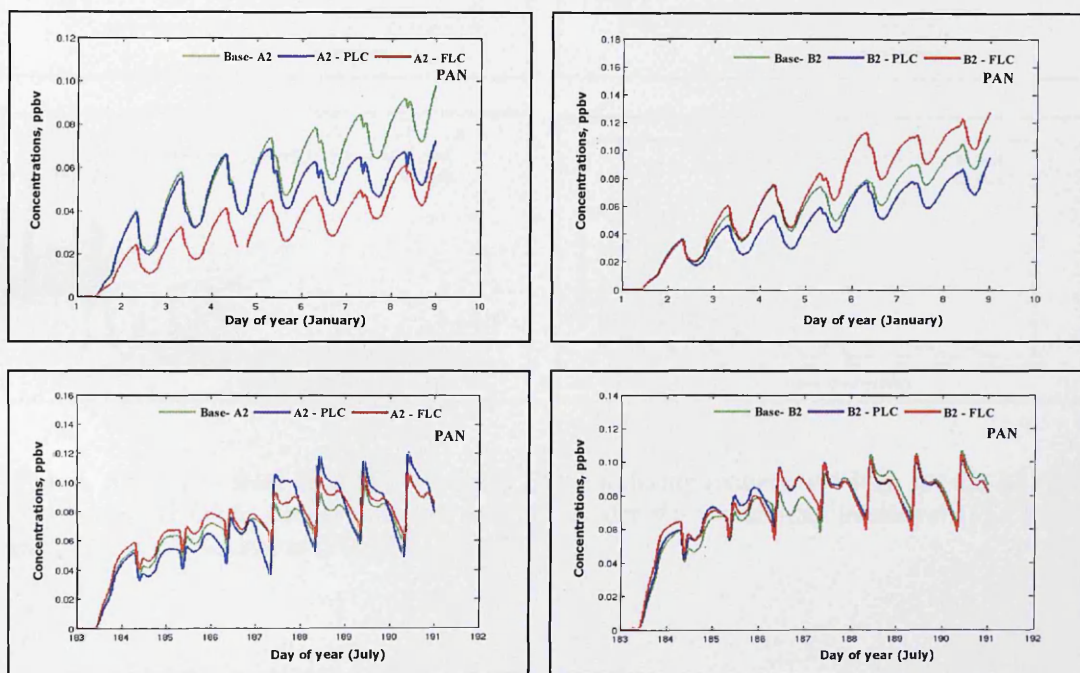 0.12
0.10
0.08
0.06
0.04
0.02
0
Concentrations, ppbv
Base- A2 A2 - PLC A2 - FLC
PAN
1 2 3 4 5 6 7 8 9 10
Day of year (January)
0.18
0.16
0.14
0.12
0.10
0.08
0.06
0.04
0.02
0
Concentrations, ppbv
Base- B2 B2 - PLC B2 - FLC
PAN
1 2 3 4 5 6 7 8 9 10
Day of year (January)
0.16
0.14
0.12
0.10
0.08
0.06
0.04
0.02
0
Concentrations, ppbv
Base- A2 A2 - PLC A2 - FLC
PAN
183 184 185 186 187 188 189 190 191 192
Day of year (July)
0.14
0.12
0.10
0.08
0.06
0.04
0.02
0
Concentrations, ppbv
Base- B2 B2 - PLC B2 - FLC
PAN
183 184 185 186 187 188 189 190 191 192
Day of year (July)